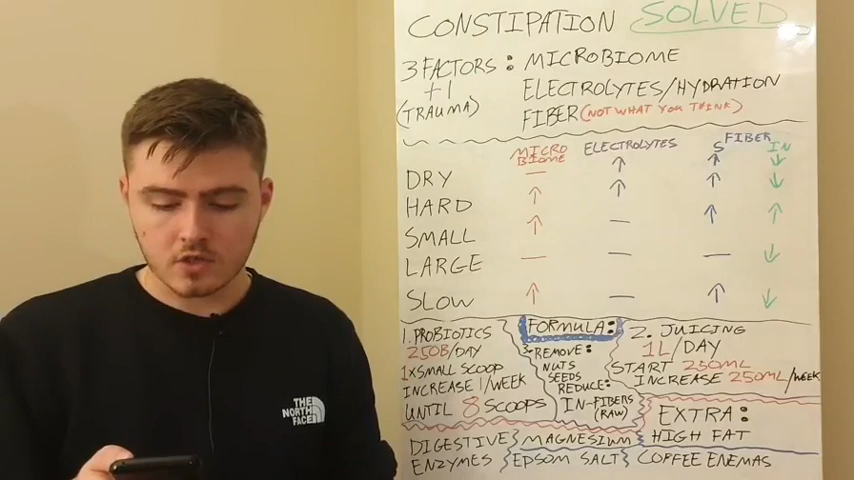 CONSTIPATION SOLVED
3 FACTORS : MICROBIOME
+1 ELECTROLYTES/HYDRATION
(TRAUMA) FIBER (NOT WHAT YOU THINK)
MICRO BIOME ELECTROLYTES FIBER
S IN
DRY — ↑ ↑ ↓
HARD ↑ ↑ ↑ ↓
SMALL ↑ — ↑ ↑
LARGE — — — ↓
SLOW ↑ — ↑ ↓
FORMULA:
1. PROBIOTICS
250B/DAY
1x SMALL SCOOP
INCREASE 1/WEEK
UNTIL 8 SCOOPS
3. REMOVE:
NUTS
SEEDS
REDUCE:
IN-FIBERS
(RAW)
2. JUICING
1L/DAY
START 250ML
INCREASE 250ML/WEEK
EXTRA:
DIGESTIVE
ENZYMES
MAGNESIUM
EPSOM SALT
HIGH FAT
COFFEE ENEMAS
THE
NORTH
FACE